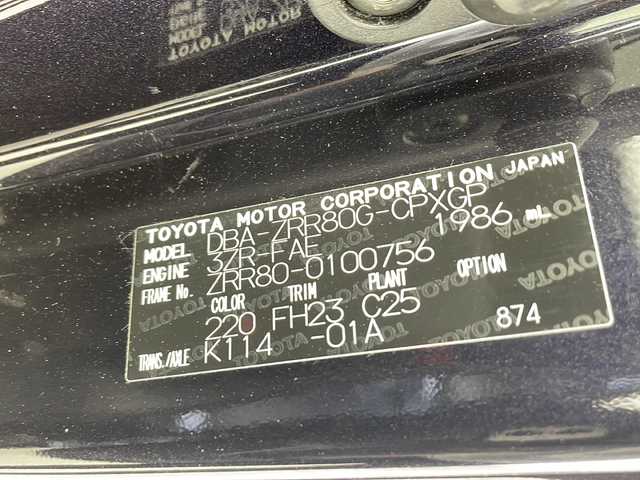 TOYOTA MOTOR CORPORATION JAPAN
MODEL DBA-ZRR80G-CPXGP
ENGINE 3ZR-FAE 1986 mL
FRAME No. ZRR80-0100756
COLOR TRIM PLANT OPTION
220 FH23 C25
TRANS./AXLE K114 -01A 874